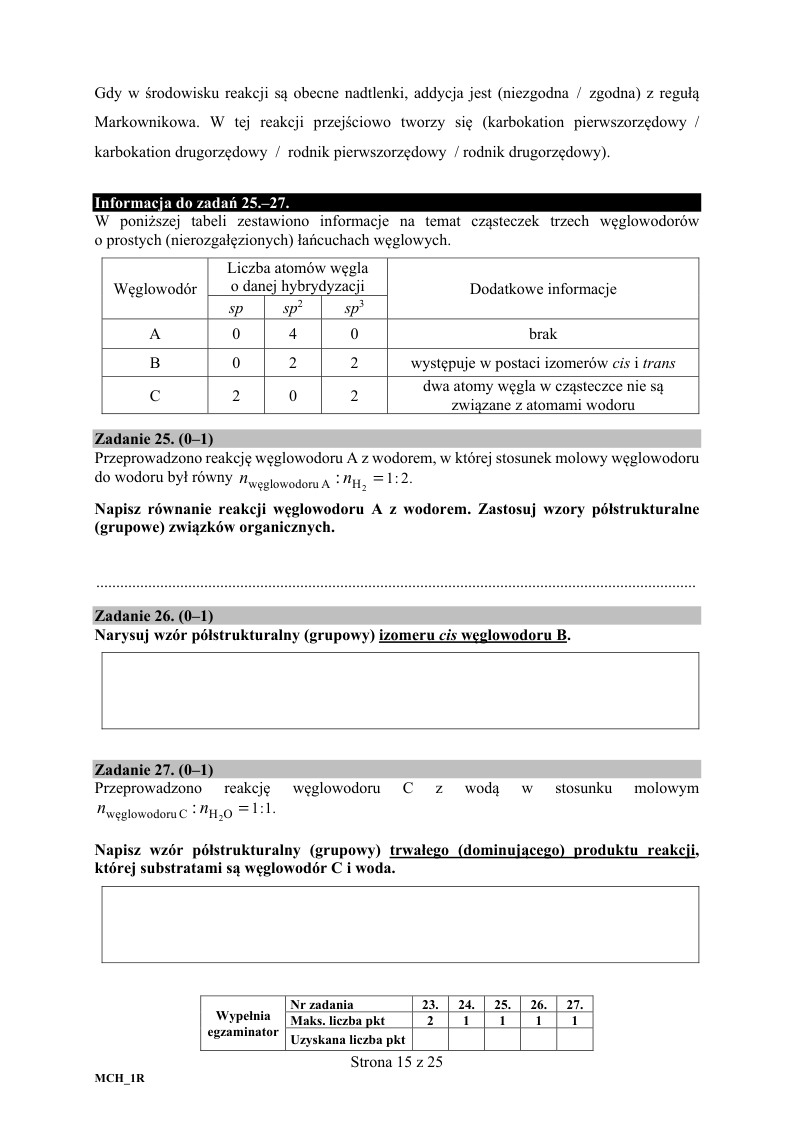 Gdy w środowisku reakcji są obecne nadtlenki, addycja jest (niezgodna / zgodna) z regułą
Markownikowa. W tej reakcji przejściowo tworzy się (karbokation pierwszorzędowy /
karbokation drugorzędowy / rodnik pierwszorzędowy / rodnik drugorzędowy).
Informacja do zadań 25.–27.
W poniższej tabeli zestawiono informacje na temat cząsteczek trzech węglowodorów
o prostych (nierozgałęzionych) łańcuchach węglowych.
Węglowodór
Liczba atomów węgla
o danej hybrydyzacji
Dodatkowe informacje
sp sp² sp³
A 0 4 0 brak
B 0 2 2 występuje w postaci izomerów cis i trans
C 2 0 2 dwa atomy węgla w cząsteczce nie są
związane z atomami wodoru
Zadanie 25. (0–1)
Przeprowadzono reakcję węglowodoru A z wodorem, w której stosunek molowy węglowodoru
do wodoru był równy n węglowodoru A : n H₂ = 1 : 2.
Napisz równanie reakcji węglowodoru A z wodorem. Zastosuj wzory półstrukturalne
(grupowe) związków organicznych.
......................................................................................................................................................
Zadanie 26. (0–1)
Narysuj wzór półstrukturalny (grupowy) izomeru cis węglowodoru B.
Zadanie 27. (0–1)
Przeprowadzono reakcję węglowodoru C z wodą w stosunku molowym
n węglowodoru C : n H₂O = 1 : 1.
Napisz wzór półstrukturalny (grupowy) trwałego (dominującego) produktu reakcji,
której substratami są węglowodór C i woda.
Wypełnia
egzaminator
Nr zadania 23. 24. 25. 26. 27.
Maks. liczba pkt 2 1 1 1 1
Uzyskana liczba pkt
Strona 15 z 25
MCH_1R